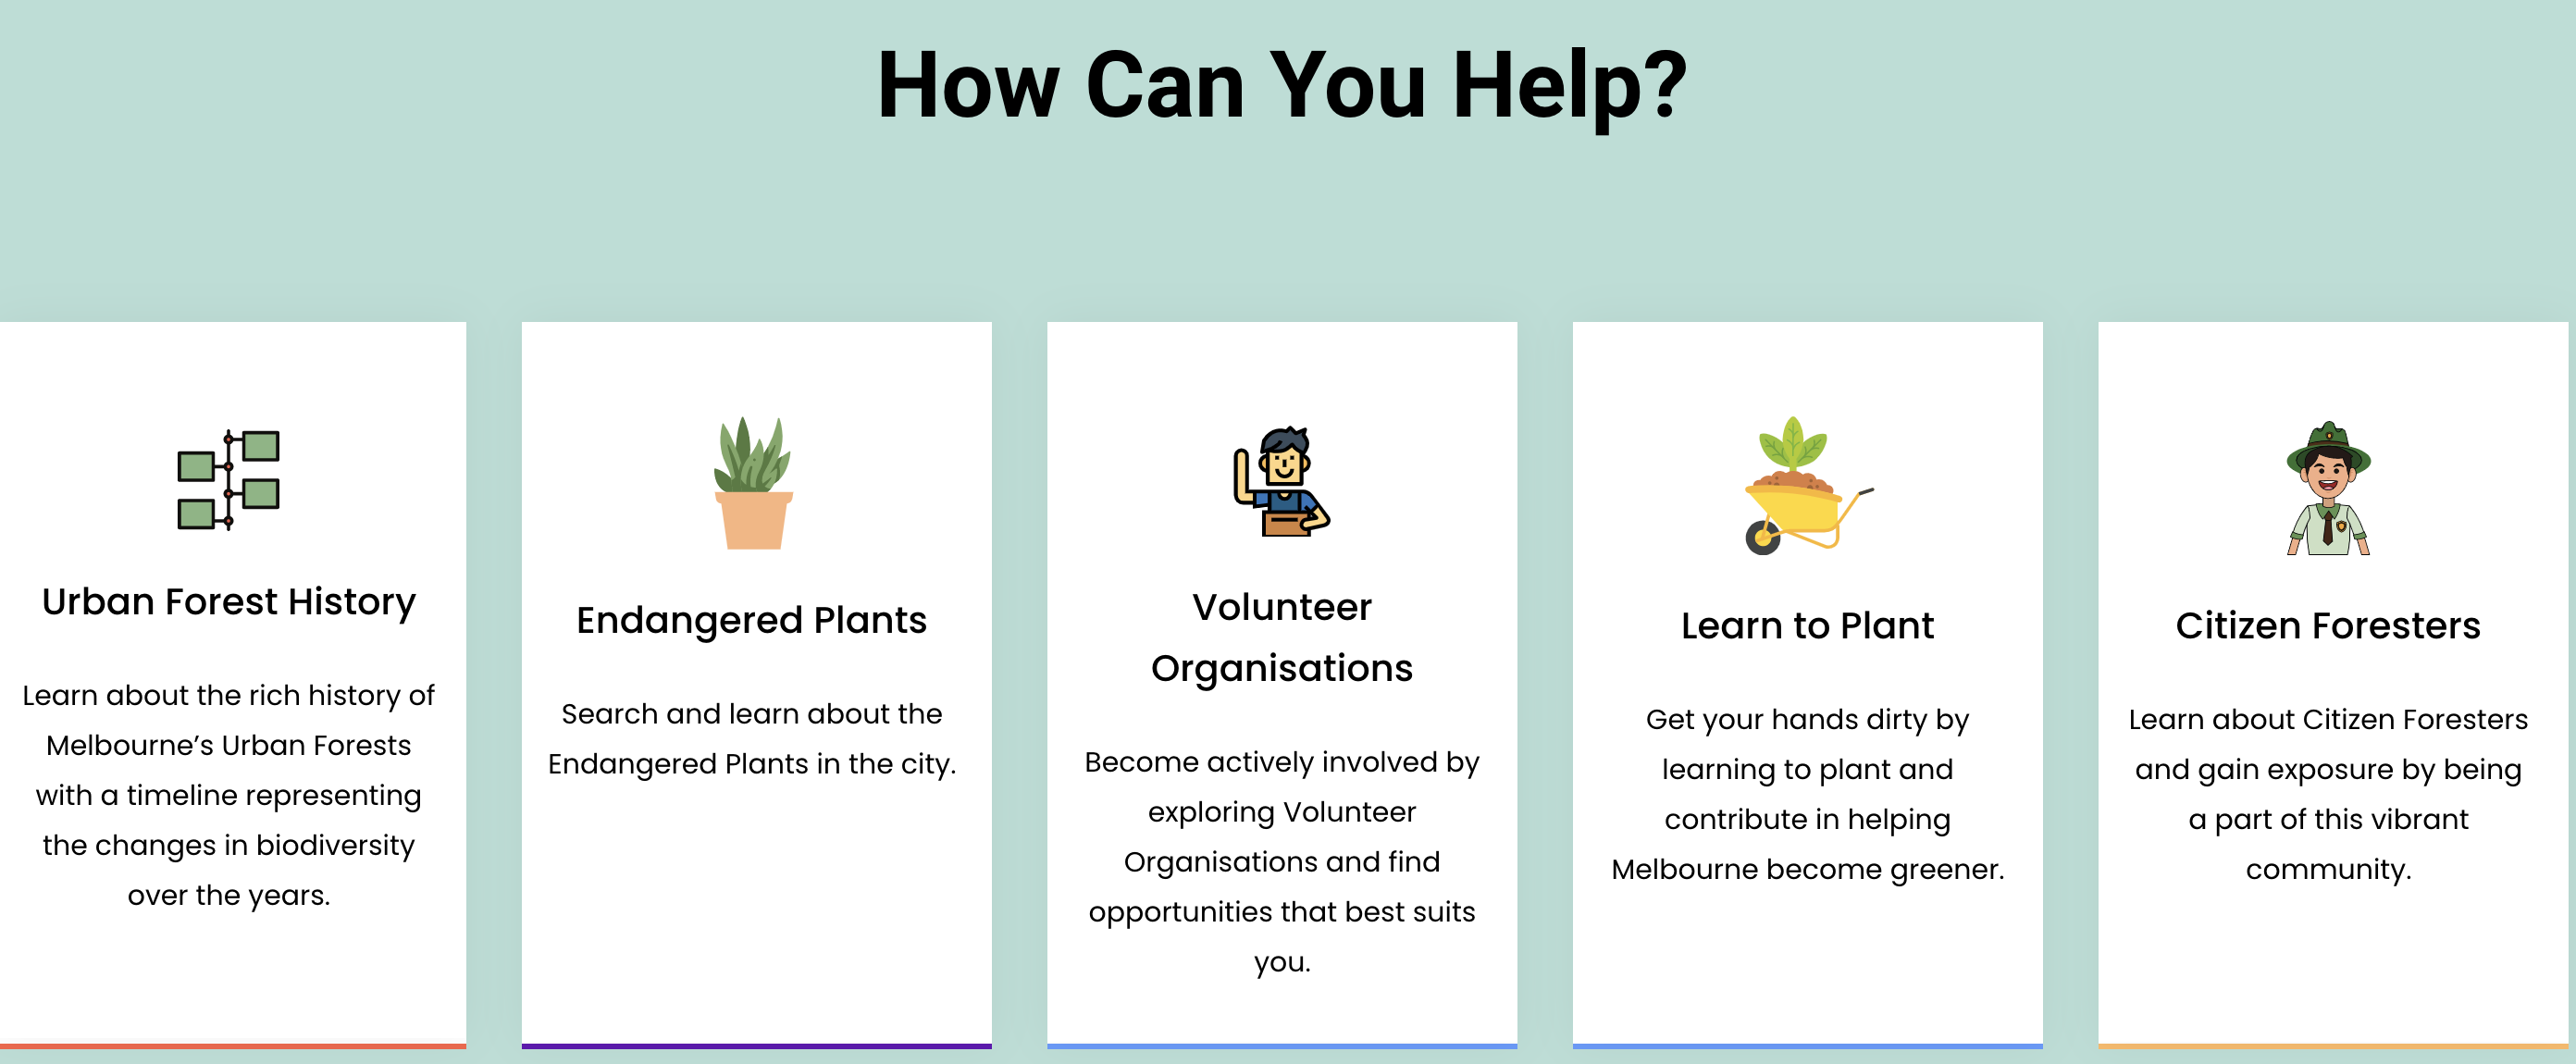 How Can You Help?
Urban Forest History
Learn about the rich history of
Melbourne’s Urban Forests
with a timeline representing
the changes in biodiversity
over the years.
Endangered Plants
Search and learn about the
Endangered Plants in the city.
Volunteer
Organisations
Become actively involved by
exploring Volunteer
Organisations and find
opportunities that best suits
you.
Learn to Plant
Get your hands dirty by
learning to plant and
contribute in helping
Melbourne become greener.
Citizen Foresters
Learn about Citizen Foresters
and gain exposure by being
a part of this vibrant
community.